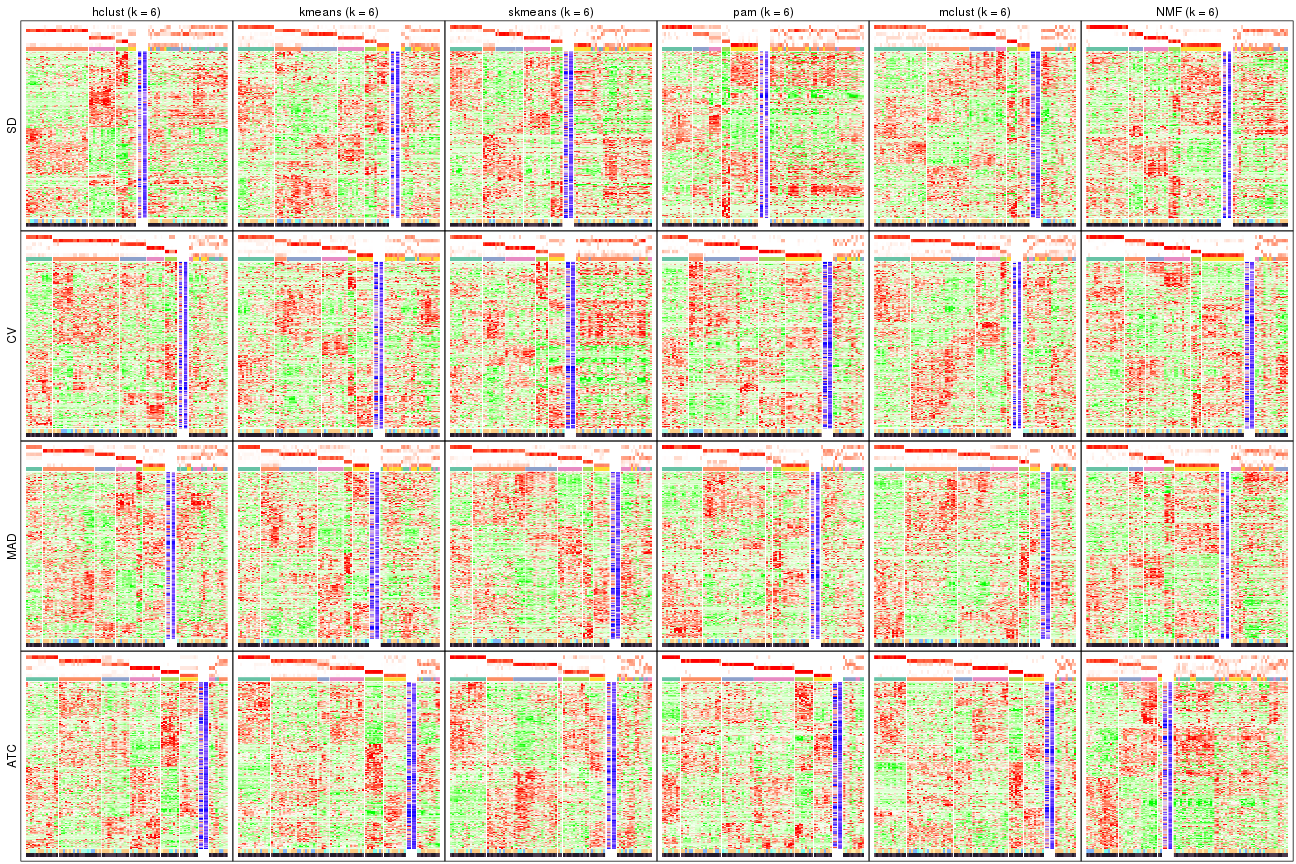 hclust (k = 6) kmeans (k = 6) skmeans (k = 6) pam (k = 6) mclust (k = 6) NMF (k = 6)
SD
CV
MAD
ATC